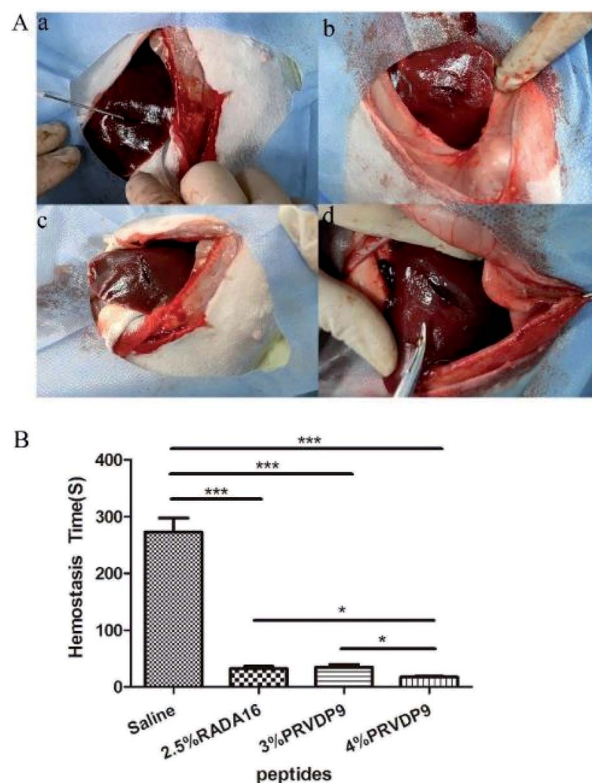 A
a
b
c
d
B
***
***
***
*
*
Hemostasis Time(S)
400
300
200
100
0
Saline
2.5%RADA16
3%PRVDP9
4%PRVDP9
peptides